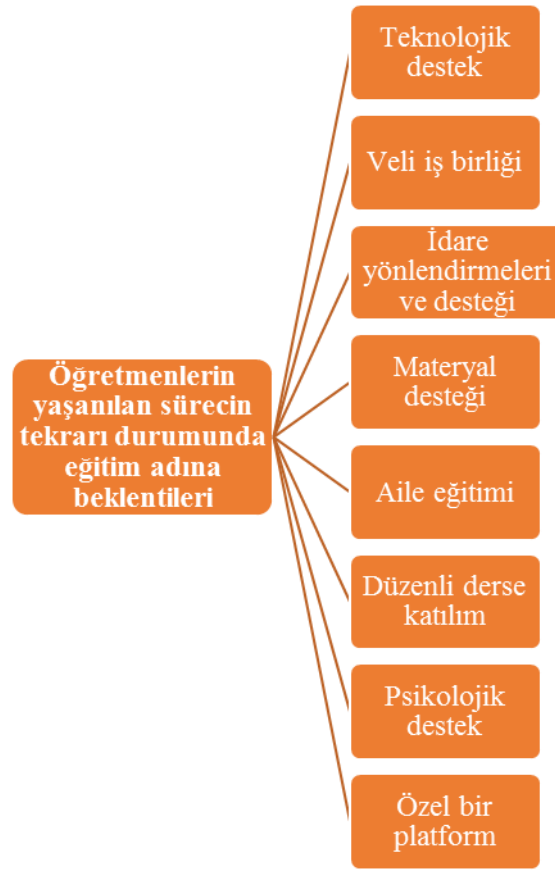 Teknolojik
destek
Veli iş birliği
İdare
yönlendirmeleri
ve desteği
Öğretmenlerin
yaşanılan sürecin
tekrarı durumunda
eğitim adına
beklentileri
Materyal
desteği
Aile eğitimi
Düzenli derse
katılım
Psikolojik
destek
Özel bir
platform